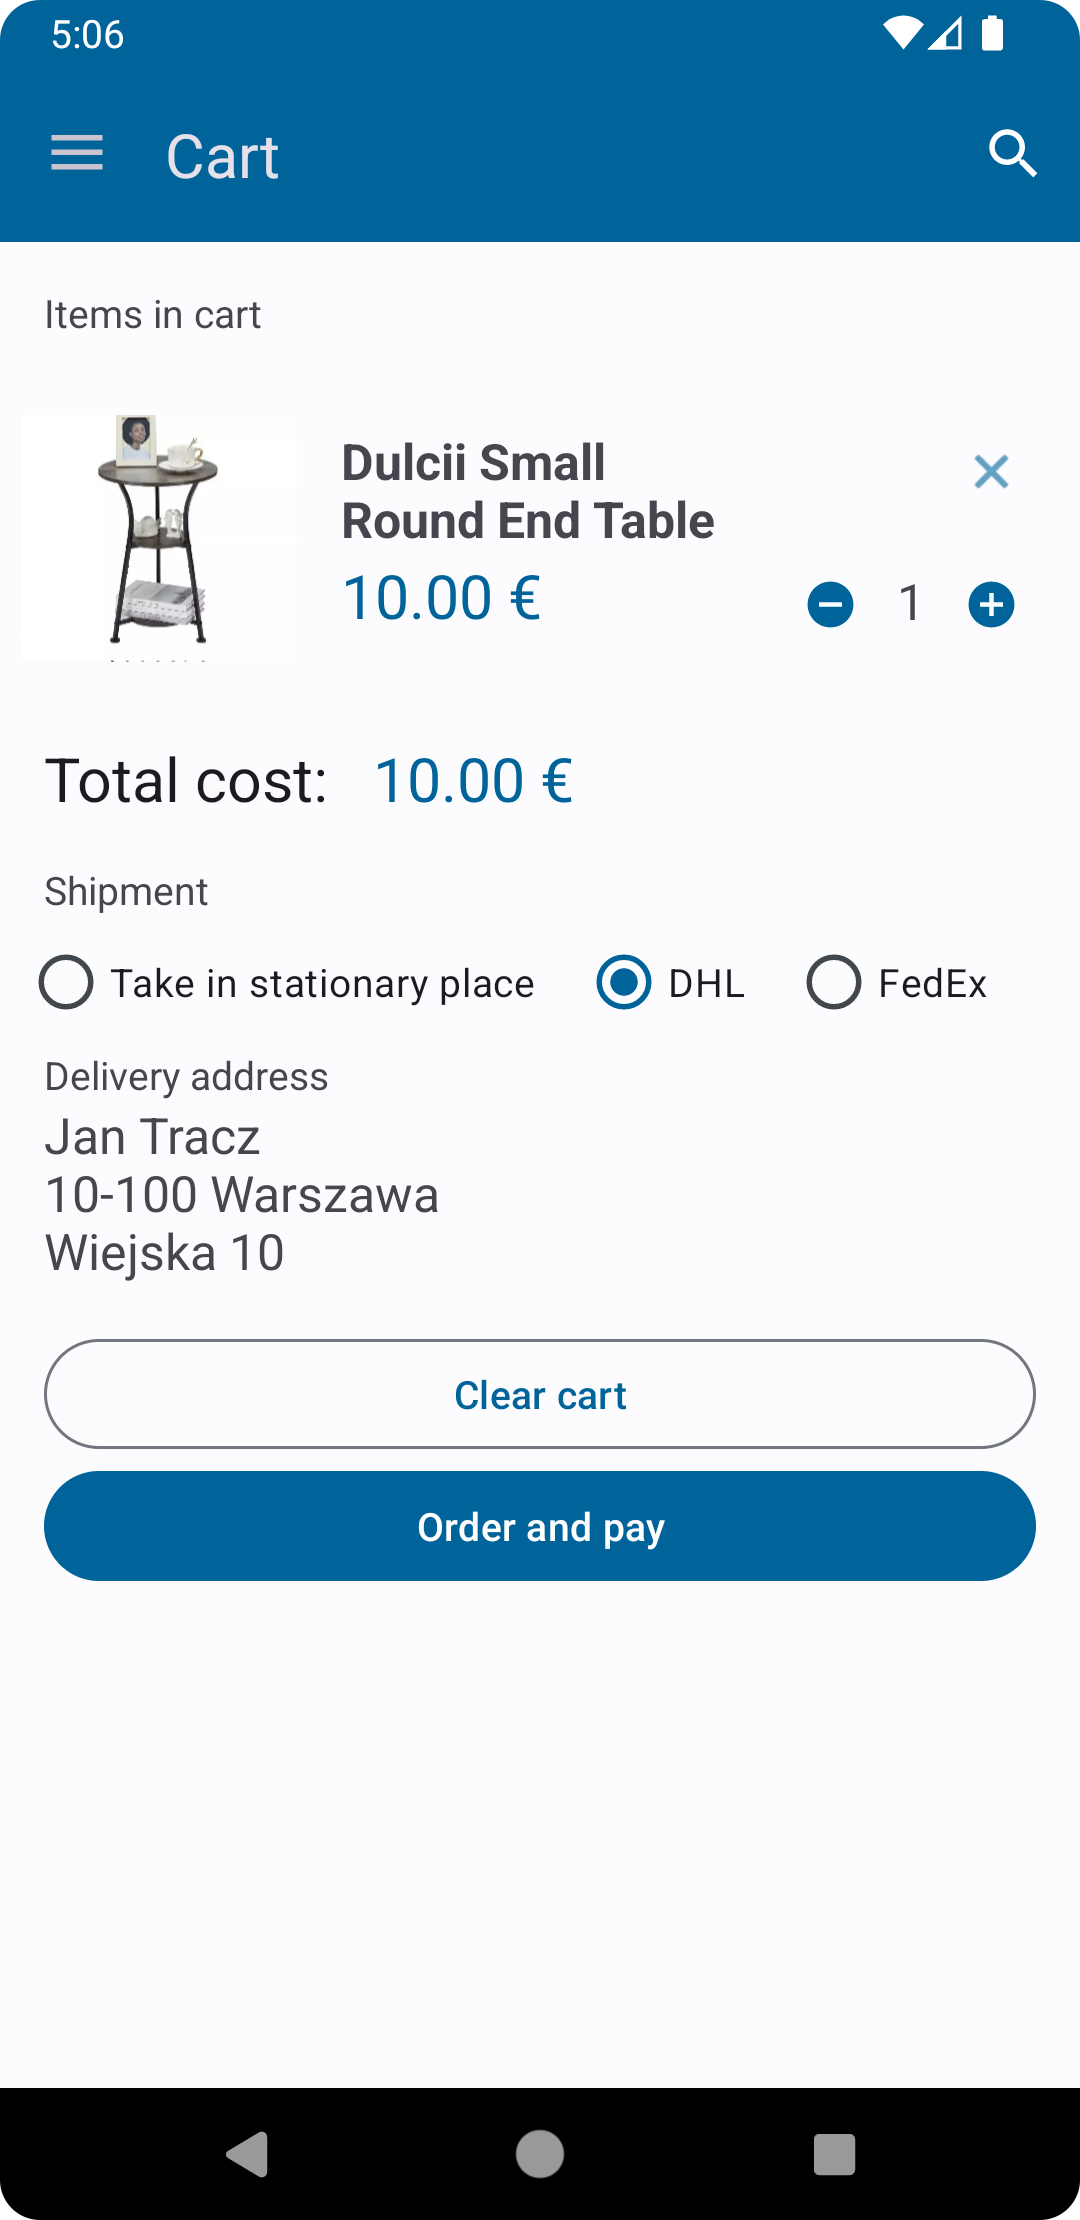 5:06
Cart
Items in cart
Dulcii Small
Round End Table
10.00 €
1
Total cost: 10.00 €
Shipment
Take in stationary place DHL FedEx
Delivery address
Jan Tracz
10-100 Warszawa
Wiejska 10
Clear cart
Order and pay